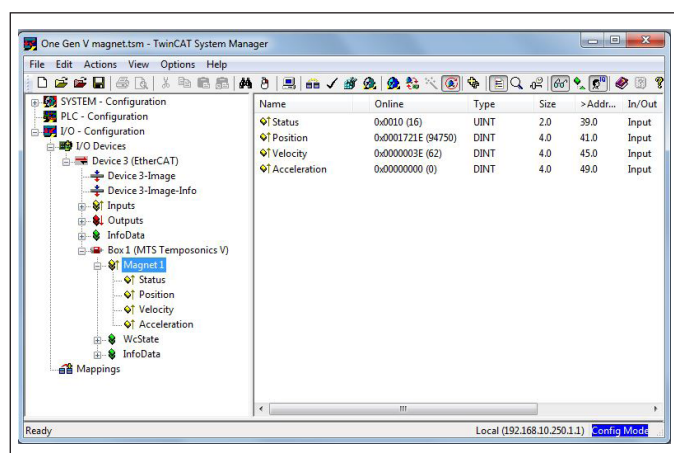 One Gen V magnet.tsm - TwinCAT System Manager
File Edit Actions View Options Help
SYSTEM - Configuration
PLC - Configuration
I/O - Configuration
I/O Devices
Device 3 (EtherCAT)
Device 3-Image
Device 3-Image-Info
Inputs
Outputs
InfoData
Box 1 (MTS Temposonics V)
Magnet 1
Status
Position
Velocity
Acceleration
WcState
InfoData
Mappings
Name Online Type Size >Addr... In/Out
Status 0x0010 (16) UINT 2.0 39.0 Input
Position 0x0001721E (94750) DINT 4.0 41.0 Input
Velocity 0x0000003E (62) DINT 4.0 45.0 Input
Acceleration 0x00000000 (0) DINT 4.0 49.0 Input
Ready Local (192.168.10.250.1.1) Config Mode